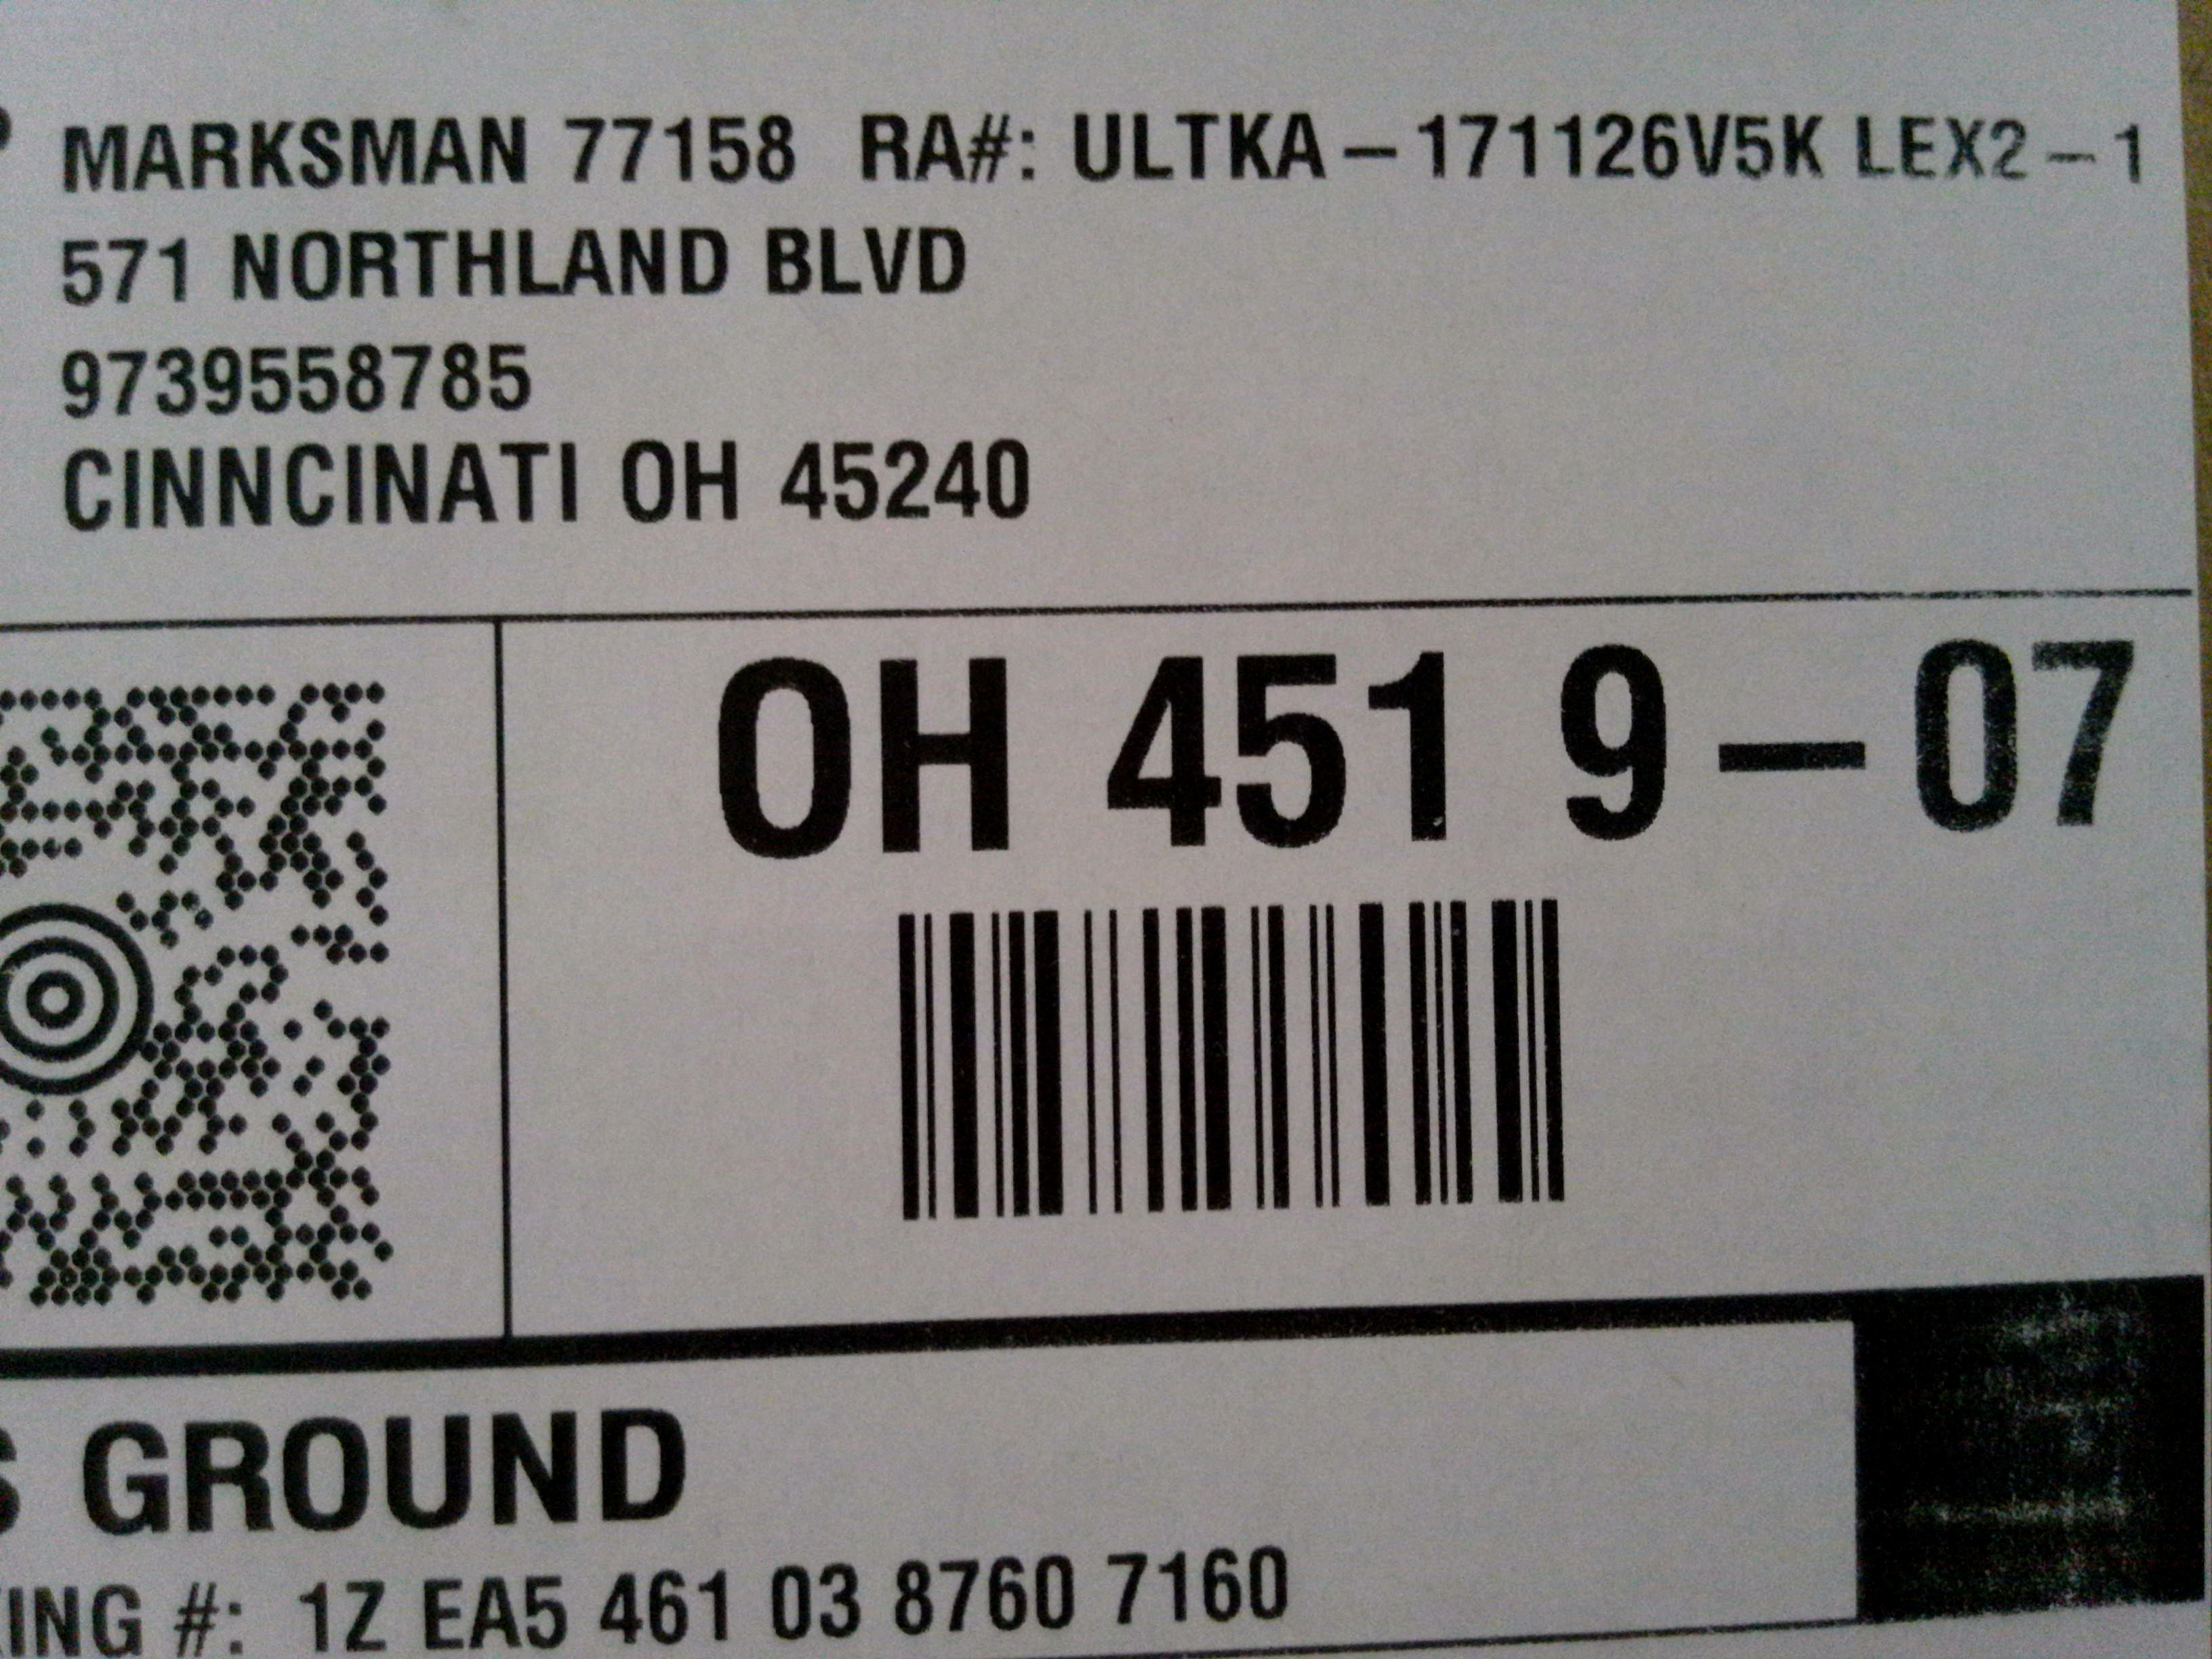 MARKSMAN 77158 RA#: ULTKA-171126V5K LEX2-1
571 NORTHLAND BLVD
9739558785
CINNCINATI OH 45240
OH 451 9-07
GROUND
#: 1Z EA5 461 03 8760 7160